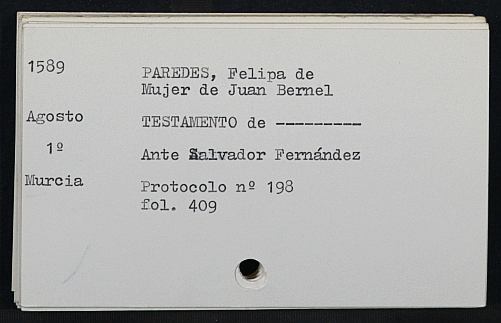 1589
PAREDES, Felipa de
Mujer de Juan Bernel
Agosto
TESTAMENTO de ---------
1º
Ante Salvador Fernández
Murcia
Protocolo nº 198
fol. 409